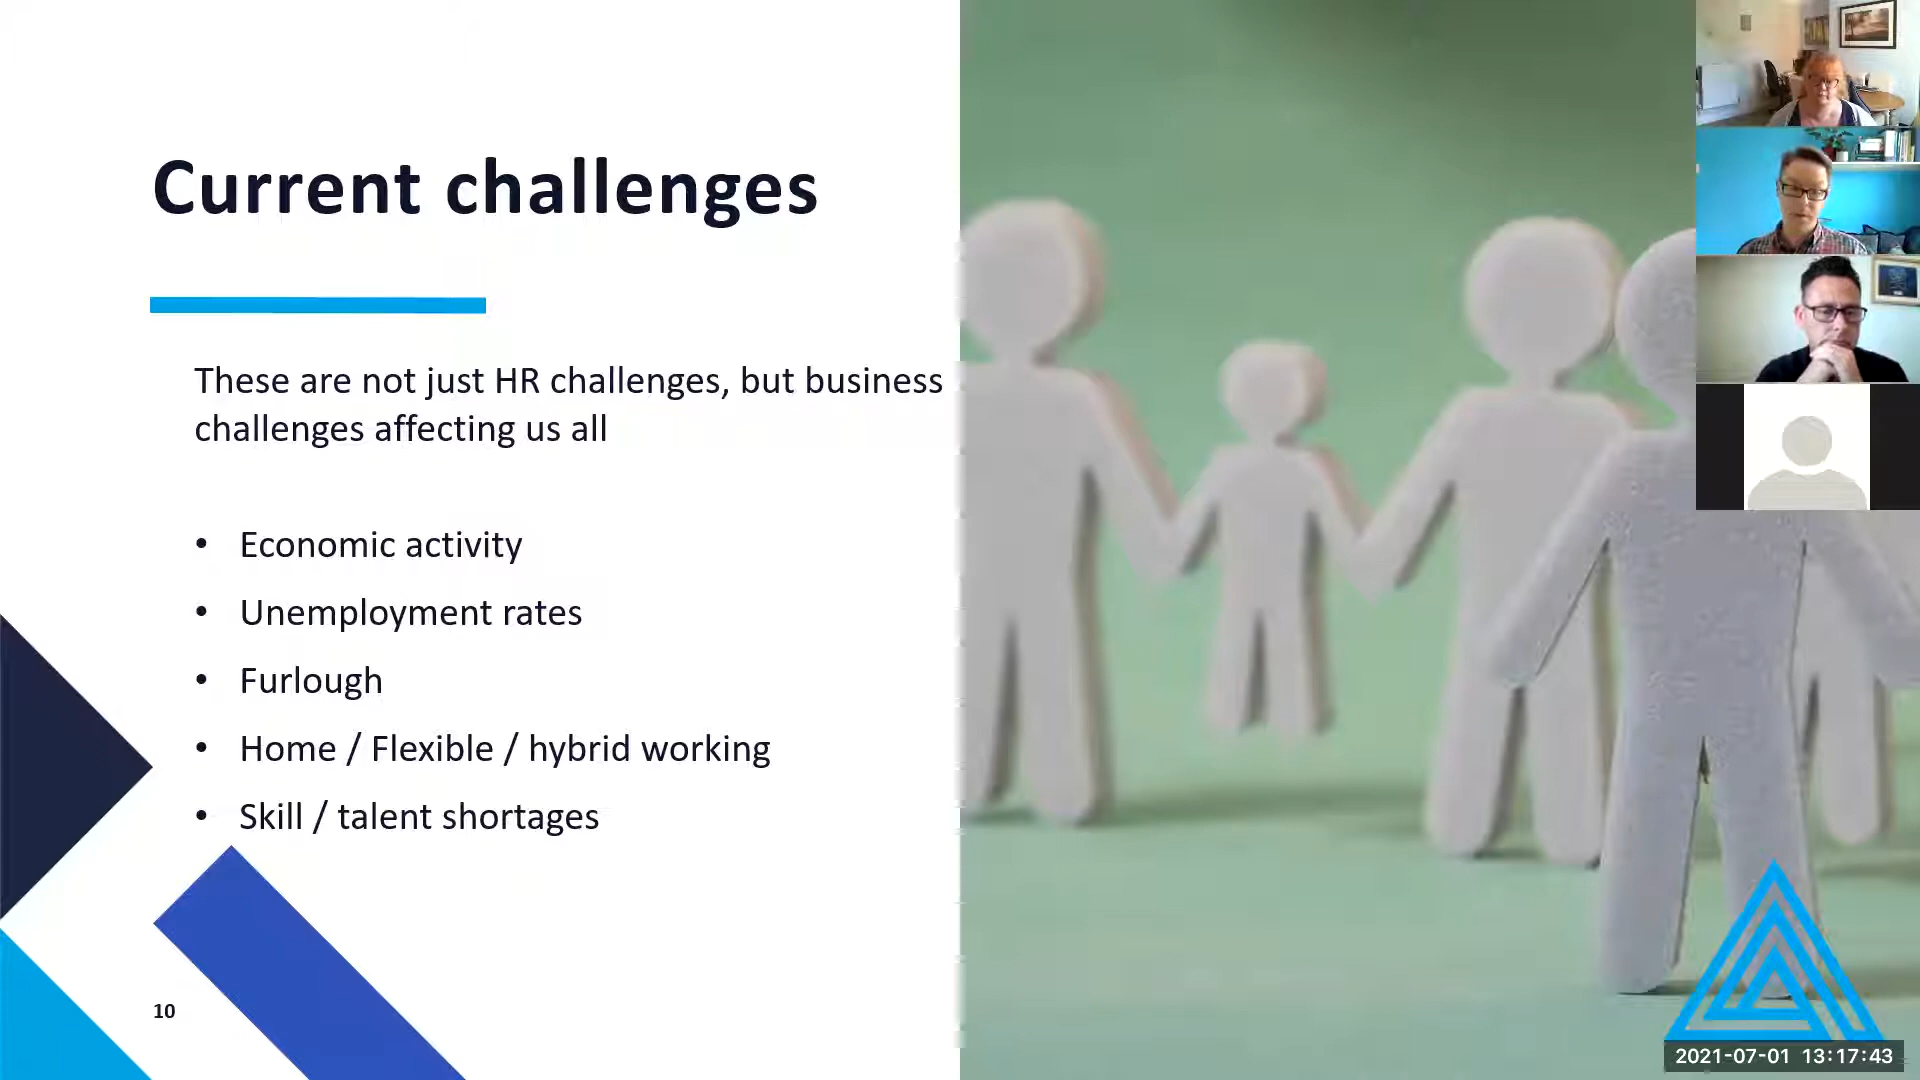 Current challenges
These are not just HR challenges, but business
challenges affecting us all
• Economic activity
• Unemployment rates
• Furlough
• Home / Flexible / hybrid working
• Skill / talent shortages
10
2021-07-01 13:17:43